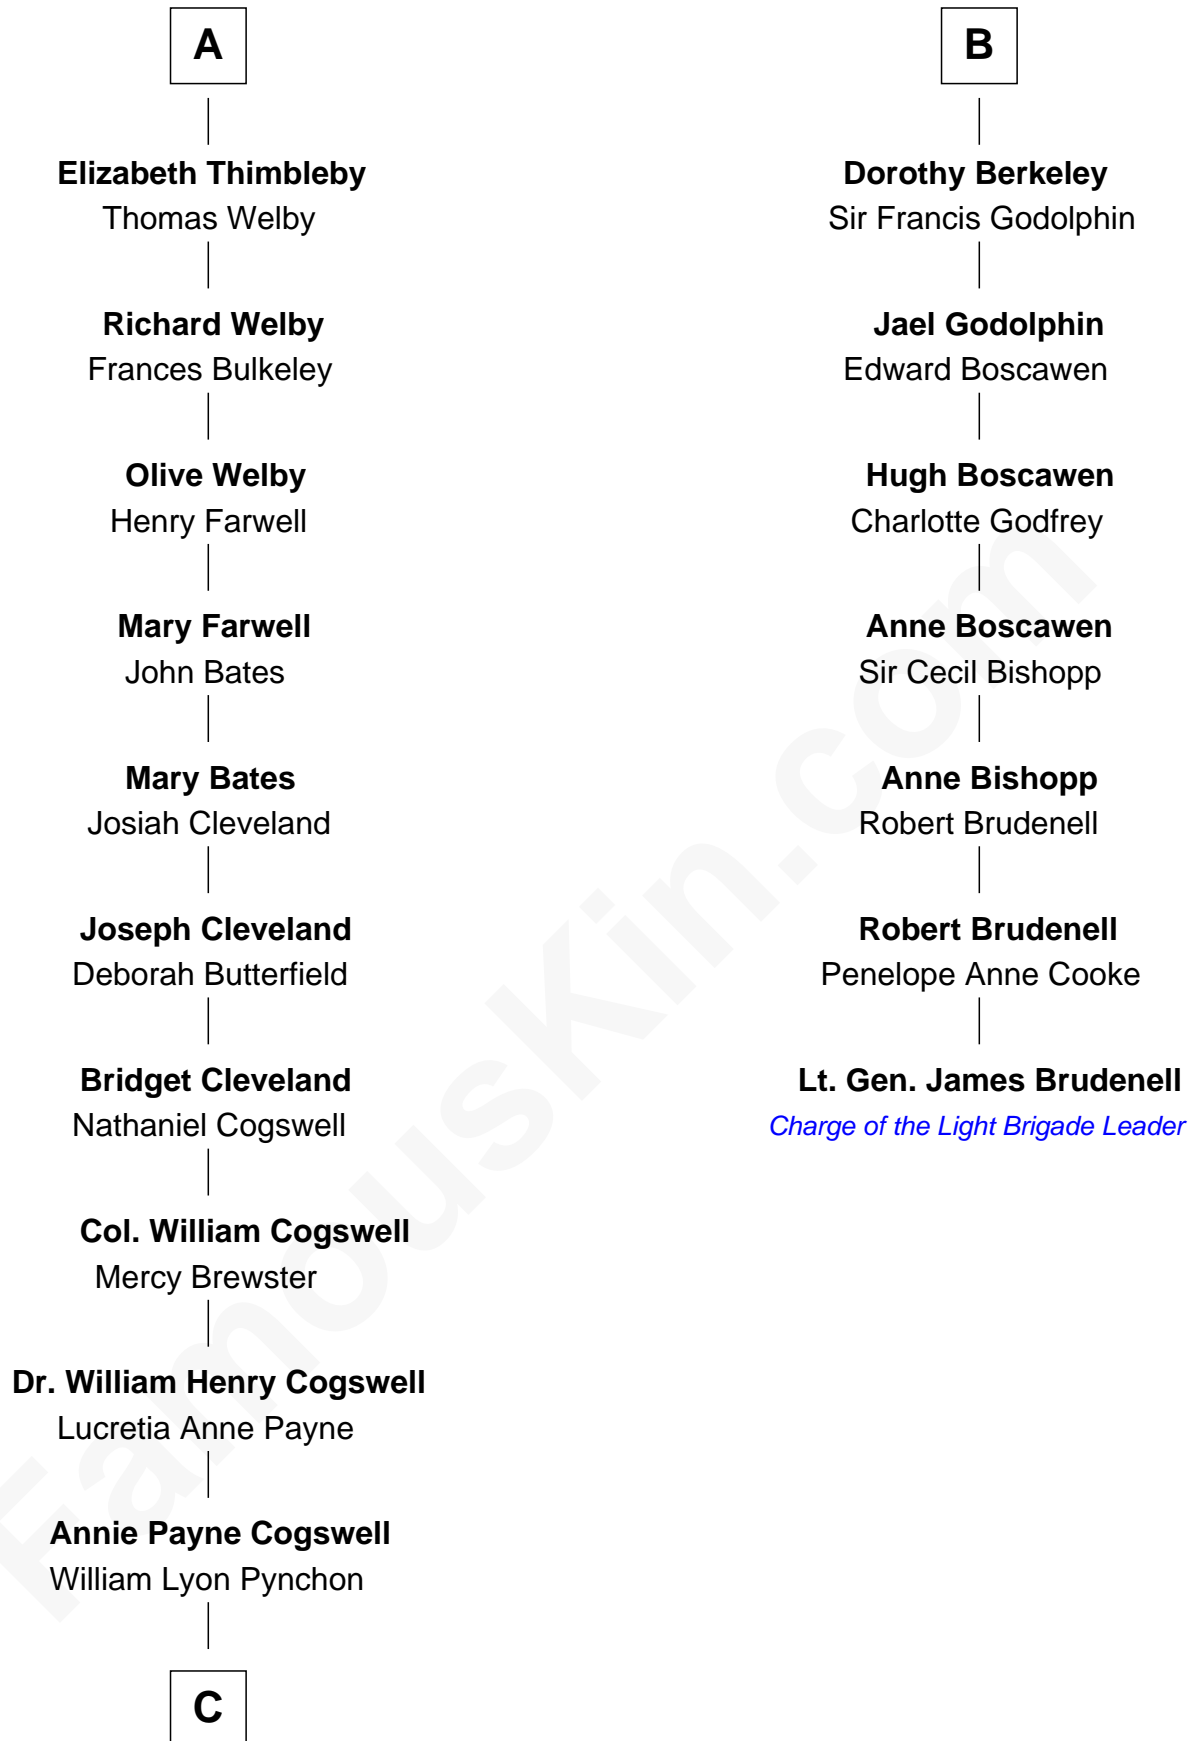 A
Elizabeth Thimbleby
Thomas Welby
Richard Welby
Frances Bulkeley
Olive Welby
Henry Farwell
Mary Farwell
John Bates
Mary Bates
Josiah Cleveland
Joseph Cleveland
Deborah Butterfield
Bridget Cleveland
Nathaniel Cogswell
Col. William Cogswell
Mercy Brewster
Dr. William Henry Cogswell
Lucretia Anne Payne
Annie Payne Cogswell
William Lyon Pynchon
C
B
Dorothy Berkeley
Sir Francis Godolphin
Jael Godolphin
Edward Boscawen
Hugh Boscawen
Charlotte Godfrey
Anne Boscawen
Sir Cecil Bishopp
Anne Bishopp
Robert Brudenell
Robert Brudenell
Penelope Anne Cooke
Lt. Gen. James Brudenell
Charge of the Light Brigade Leader
FamousKin.com